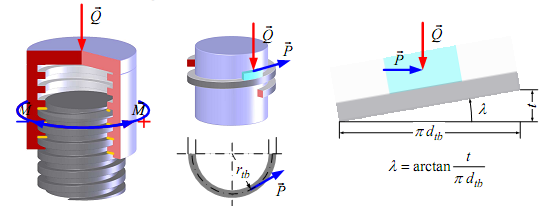 Q⃗
M
M
Q⃗
P⃗
r_tb
P⃗
Q⃗
P⃗
λ
t
π d_tb
λ = arctan t / π d_tb